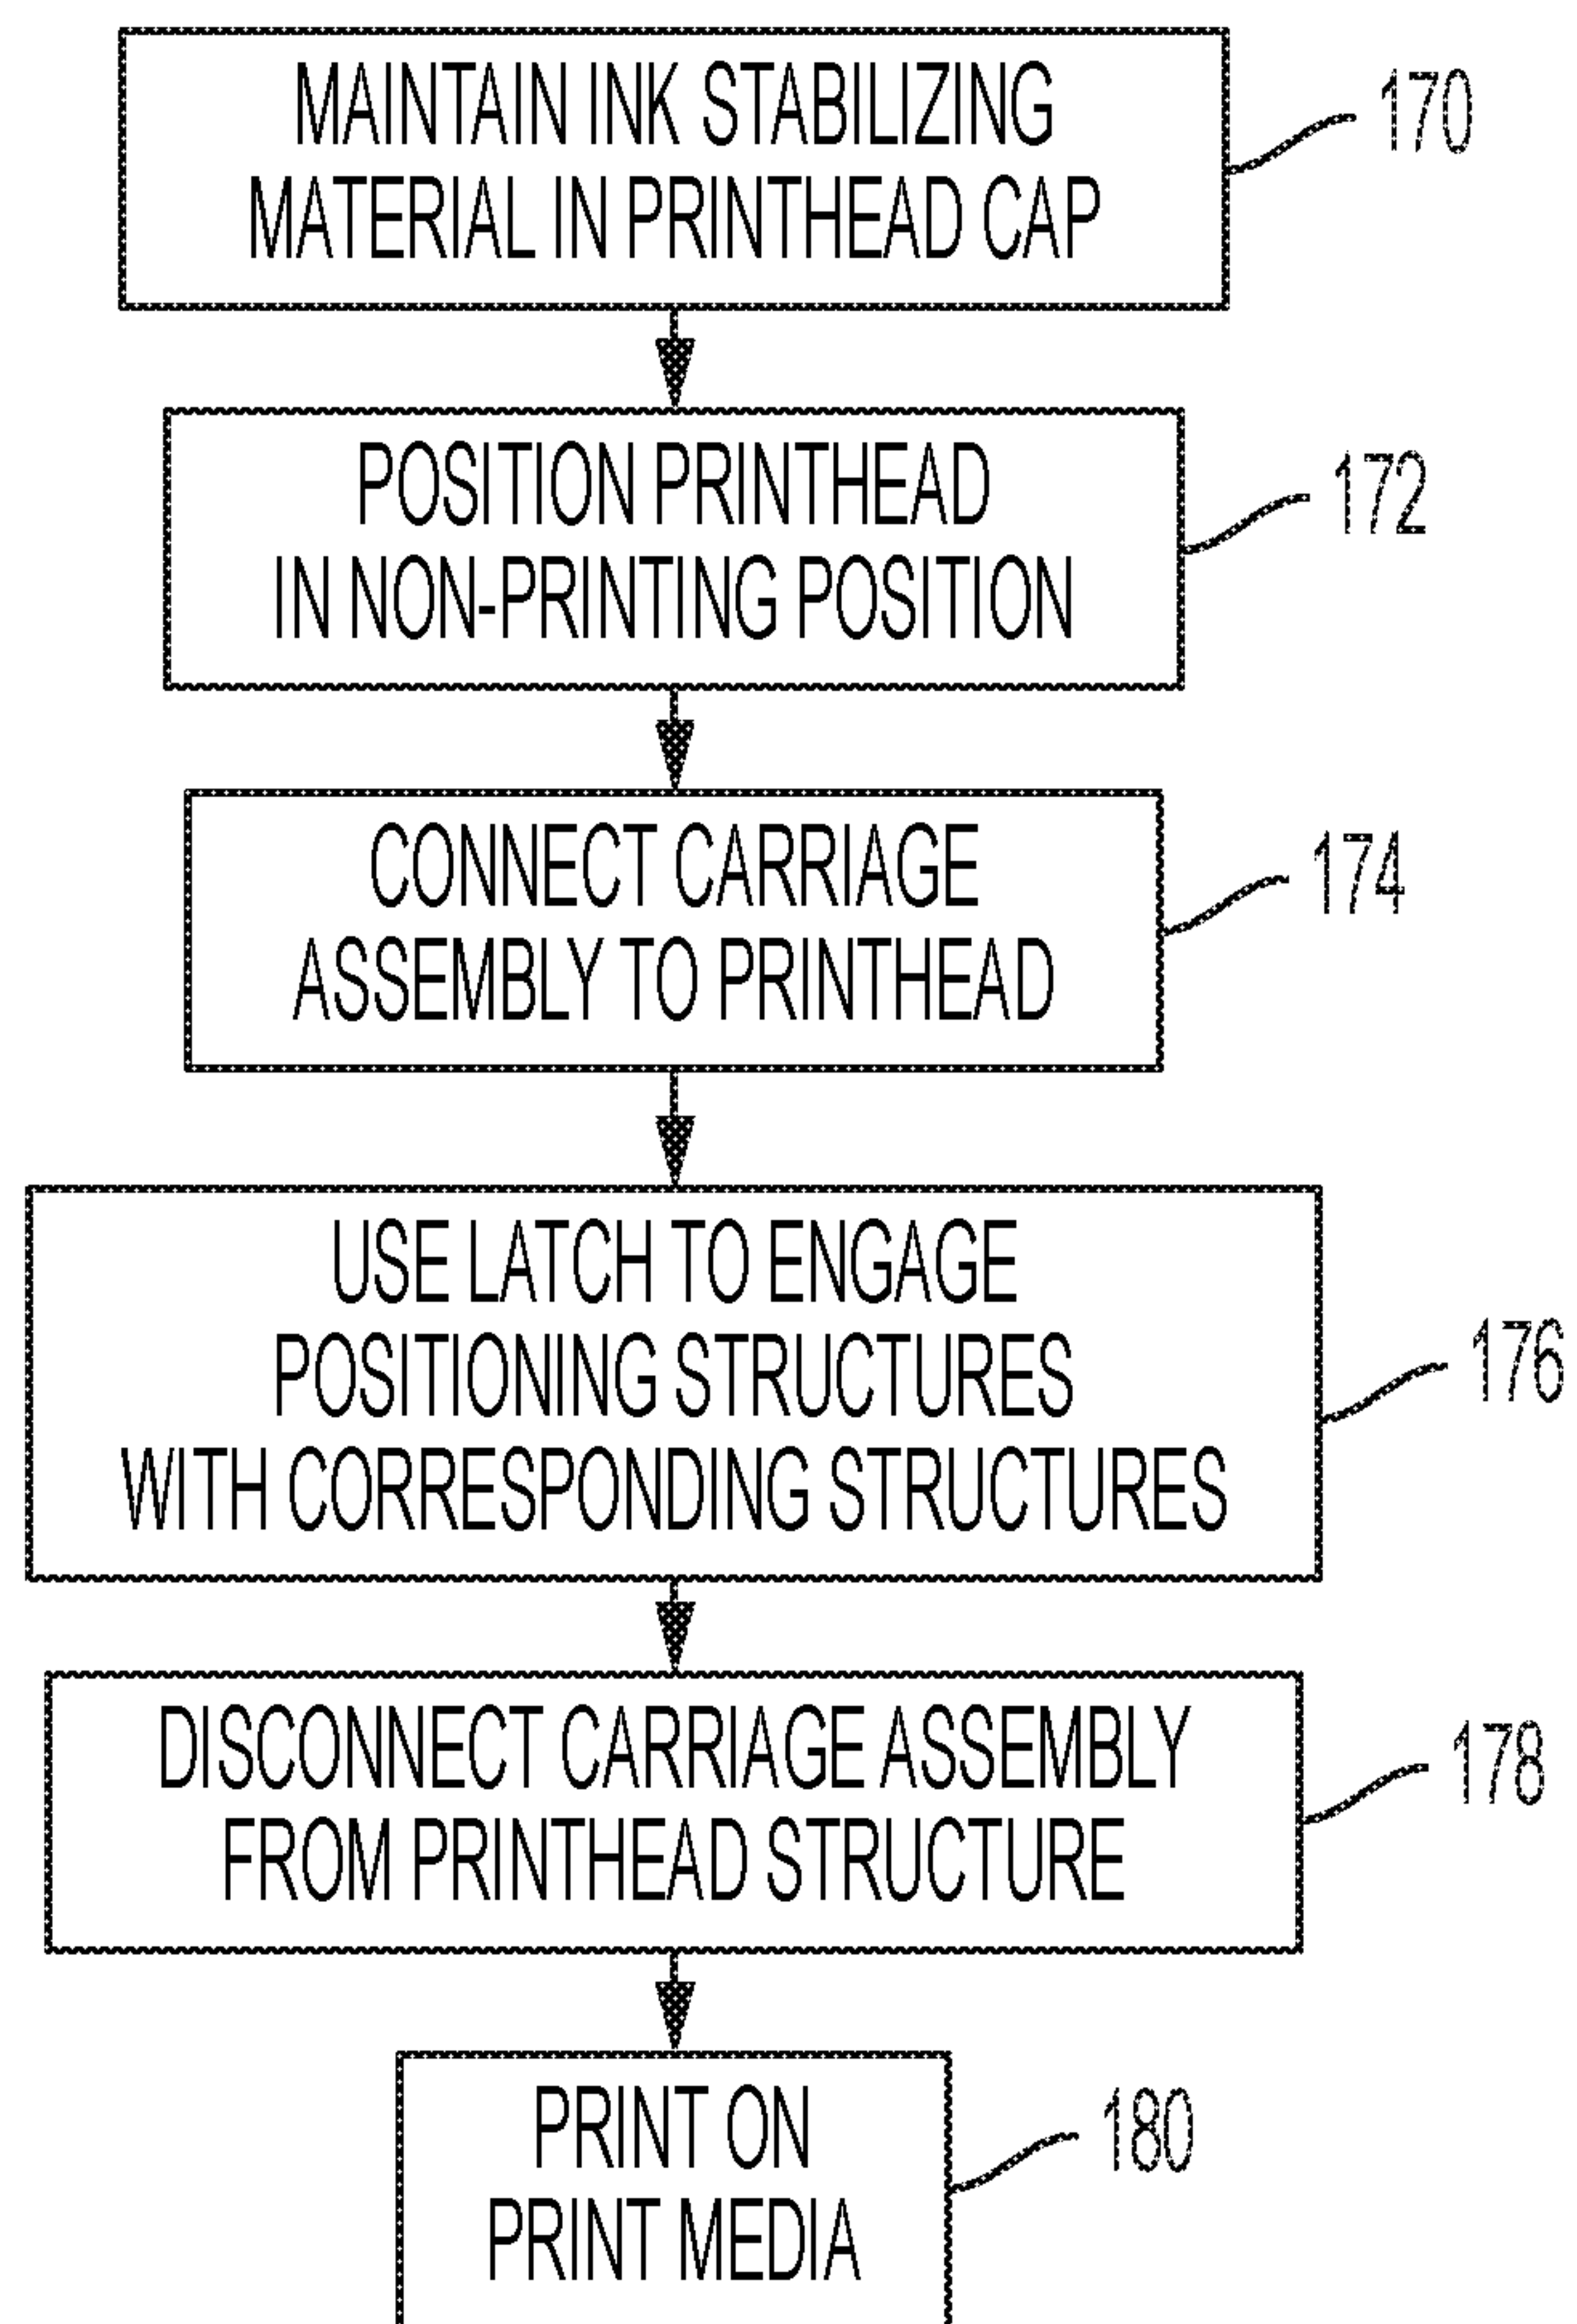 MAINTAIN INK STABILIZING
MATERIAL IN PRINTHEAD CAP
170
POSITION PRINTHEAD
IN NON-PRINTING POSITION
172
CONNECT CARRIAGE
ASSEMBLY TO PRINTHEAD
174
USE LATCH TO ENGAGE
POSITIONING STRUCTURES
WITH CORRESPONDING STRUCTURES
176
DISCONNECT CARRIAGE ASSEMBLY
FROM PRINTHEAD STRUCTURE
178
PRINT ON
PRINT MEDIA
180